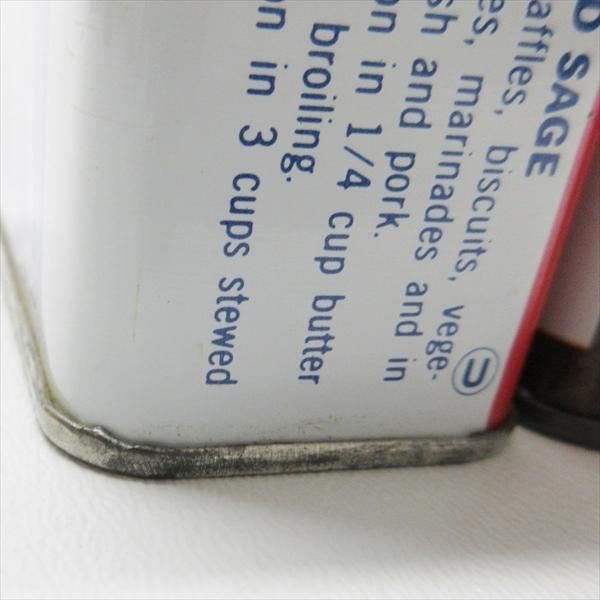 D SAGE
affles, biscuits, vege-
es, marinades and in
sh and pork.
on in 1/4 cup butter
broiling.
on in 3 cups stewed
U